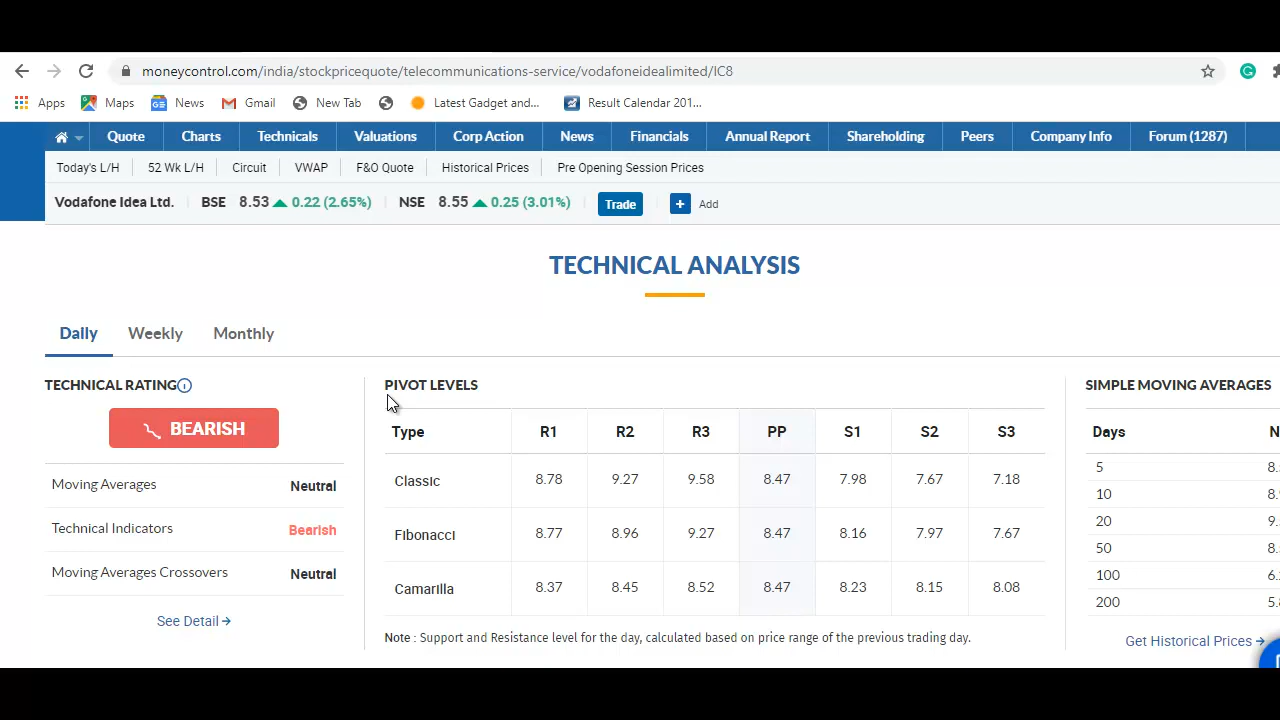 moneycontrol.com/india/stockpricequote/telecommunications-service/vodafoneidealimited/IC8
Apps Maps News Gmail New Tab Latest Gadget and... Result Calendar 201...
Quote Charts Technicals Valuations Corp Action News Financials Annual Report Shareholding Peers Company Info Forum (1287)
Today's L/H 52 Wk L/H Circuit VWAP F&O Quote Historical Prices Pre Opening Session Prices
Vodafone Idea Ltd. BSE 8.53 0.22 (2.65%) NSE 8.55 0.25 (3.01%) Trade + Add
TECHNICAL ANALYSIS
Daily Weekly Monthly
TECHNICAL RATING
BEARISH
Moving Averages Neutral
Technical Indicators Bearish
Moving Averages Crossovers Neutral
See Detail
PIVOT LEVELS
Type R1 R2 R3 PP S1 S2 S3
Classic 8.78 9.27 9.58 8.47 7.98 7.67 7.18
Fibonacci 8.77 8.96 9.27 8.47 8.16 7.97 7.67
Camarilla 8.37 8.45 8.52 8.47 8.23 8.15 8.08
Note : Support and Resistance level for the day, calculated based on price range of the previous trading day.
SIMPLE MOVING AVERAGES
Days
5
10
20
50
100
200
Get Historical Prices